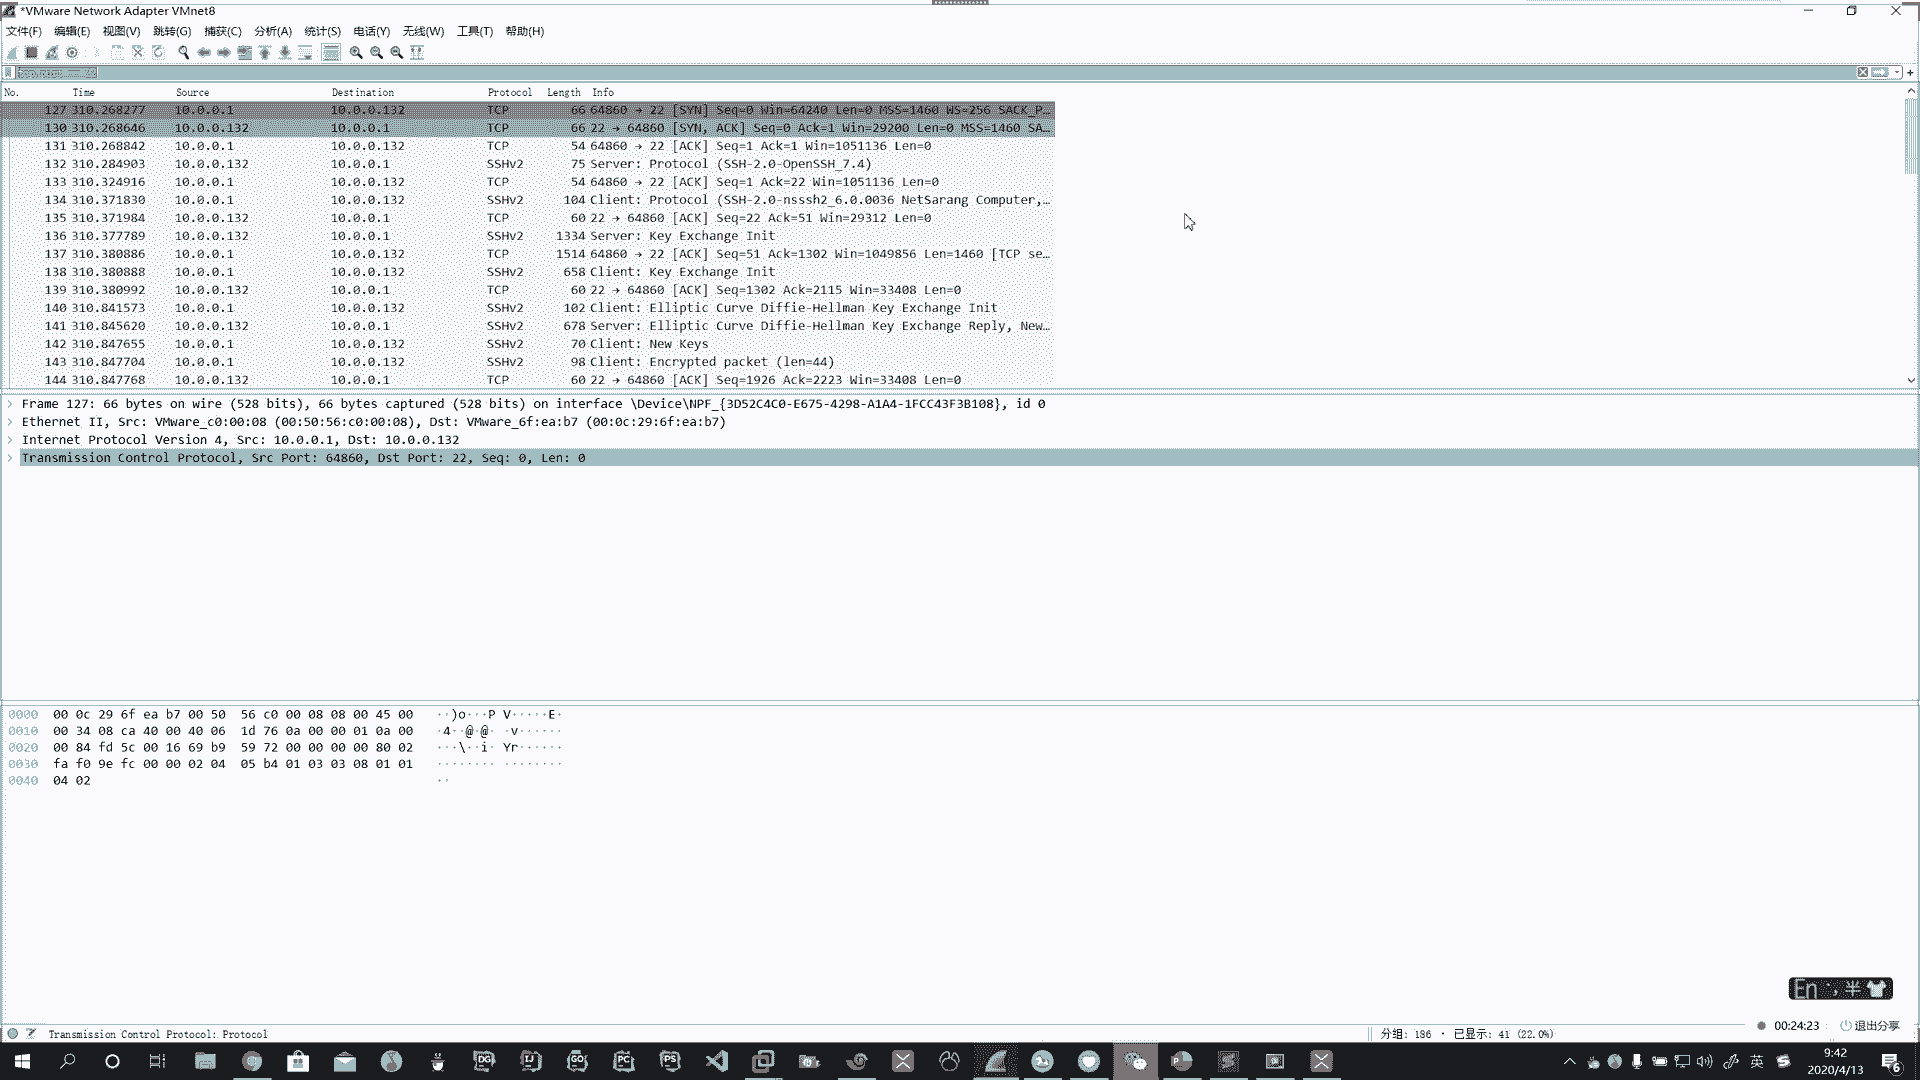 *VMware Network Adapter VMnet8
文件(F) 编辑(E) 视图(V) 跳转(G) 捕获(C) 分析(A) 统计(S) 电话(Y) 无线(W) 工具(T) 帮助(H)
No. Time Source Destination Protocol Length Info
127 310.268277 10.0.0.1 10.0.0.132 TCP 66 64860 → 22 [SYN] Seq=0 Win=64240 Len=0 MSS=1460 WS=256 SACK_P…
130 310.268646 10.0.0.132 10.0.0.1 TCP 66 22 → 64860 [SYN, ACK] Seq=0 Ack=1 Win=29200 Len=0 MSS=1460 SA…
131 310.268842 10.0.0.1 10.0.0.132 TCP 54 64860 → 22 [ACK] Seq=1 Ack=1 Win=1051136 Len=0
132 310.284903 10.0.0.132 10.0.0.1 SSHv2 75 Server: Protocol (SSH-2.0-OpenSSH_7.4)
133 310.324916 10.0.0.1 10.0.0.132 TCP 54 64860 → 22 [ACK] Seq=1 Ack=22 Win=1051136 Len=0
134 310.371830 10.0.0.1 10.0.0.132 SSHv2 104 Client: Protocol (SSH-2.0-nsssh2_6.0.0036 NetSarang Computer,…
135 310.371984 10.0.0.132 10.0.0.1 TCP 60 22 → 64860 [ACK] Seq=22 Ack=51 Win=29312 Len=0
136 310.377789 10.0.0.132 10.0.0.1 SSHv2 1334 Server: Key Exchange Init
137 310.380886 10.0.0.1 10.0.0.132 TCP 1514 64860 → 22 [ACK] Seq=51 Ack=1302 Win=1049856 Len=1460 [TCP se…
138 310.380888 10.0.0.1 10.0.0.132 SSHv2 658 Client: Key Exchange Init
139 310.380992 10.0.0.132 10.0.0.1 TCP 60 22 → 64860 [ACK] Seq=1302 Ack=2115 Win=33408 Len=0
140 310.841573 10.0.0.1 10.0.0.132 SSHv2 102 Client: Elliptic Curve Diffie-Hellman Key Exchange Init
141 310.845620 10.0.0.132 10.0.0.1 SSHv2 678 Server: Elliptic Curve Diffie-Hellman Key Exchange Reply, New…
142 310.847655 10.0.0.1 10.0.0.132 SSHv2 70 Client: New Keys
143 310.847704 10.0.0.1 10.0.0.132 SSHv2 98 Client: Encrypted packet (len=44)
144 310.847768 10.0.0.132 10.0.0.1 TCP 60 22 → 64860 [ACK] Seq=1926 Ack=2223 Win=33408 Len=0
Frame 127: 66 bytes on wire (528 bits), 66 bytes captured (528 bits) on interface \Device\NPF_{3D52C4C0-E675-4298-A1A4-1FCC43F3B108}, id 0
Ethernet II, Src: VMware_c0:00:08 (00:50:56:c0:00:08), Dst: VMware_6f:ea:b7 (00:0c:29:6f:ea:b7)
Internet Protocol Version 4, Src: 10.0.0.1, Dst: 10.0.0.132
Transmission Control Protocol, Src Port: 64860, Dst Port: 22, Seq: 0, Len: 0
0000 00 0c 29 6f ea b7 00 50 56 c0 00 08 08 00 45 00 ··)o···P V·····E·
0010 00 34 08 ca 40 00 40 06 1d 76 0a 00 00 01 0a 00 ·4··@·@· ·v······
0020 00 84 fd 5c 00 16 69 b9 59 72 00 00 00 00 80 02 ···\··i· Yr······
0030 fa f0 9e fc 00 00 02 04 05 b4 01 03 03 08 01 01 ········ ········
0040 04 02 ··
En ·, 半
Transmission Control Protocol: Protocol
分组: 186 · 已显示: 41 (22.0%)
00:24:23 退出分享
DG IJ GO PC PS
英
9:42
2020/4/13
6